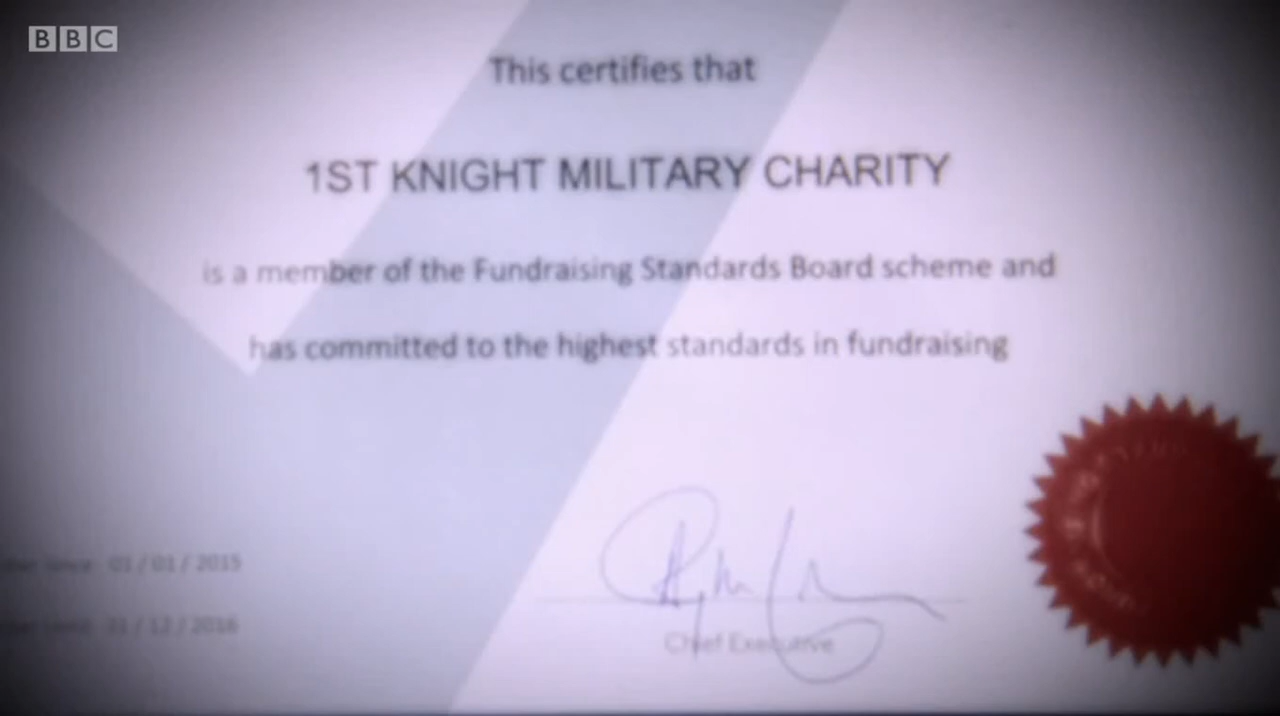 BBC
This certifies that
1ST KNIGHT MILITARY CHARITY
is a member of the Fundraising Standards Board scheme and
has committed to the highest standards in fundraising
since 01 / 01 / 2015
/ 12 / 2016
Chief Executive